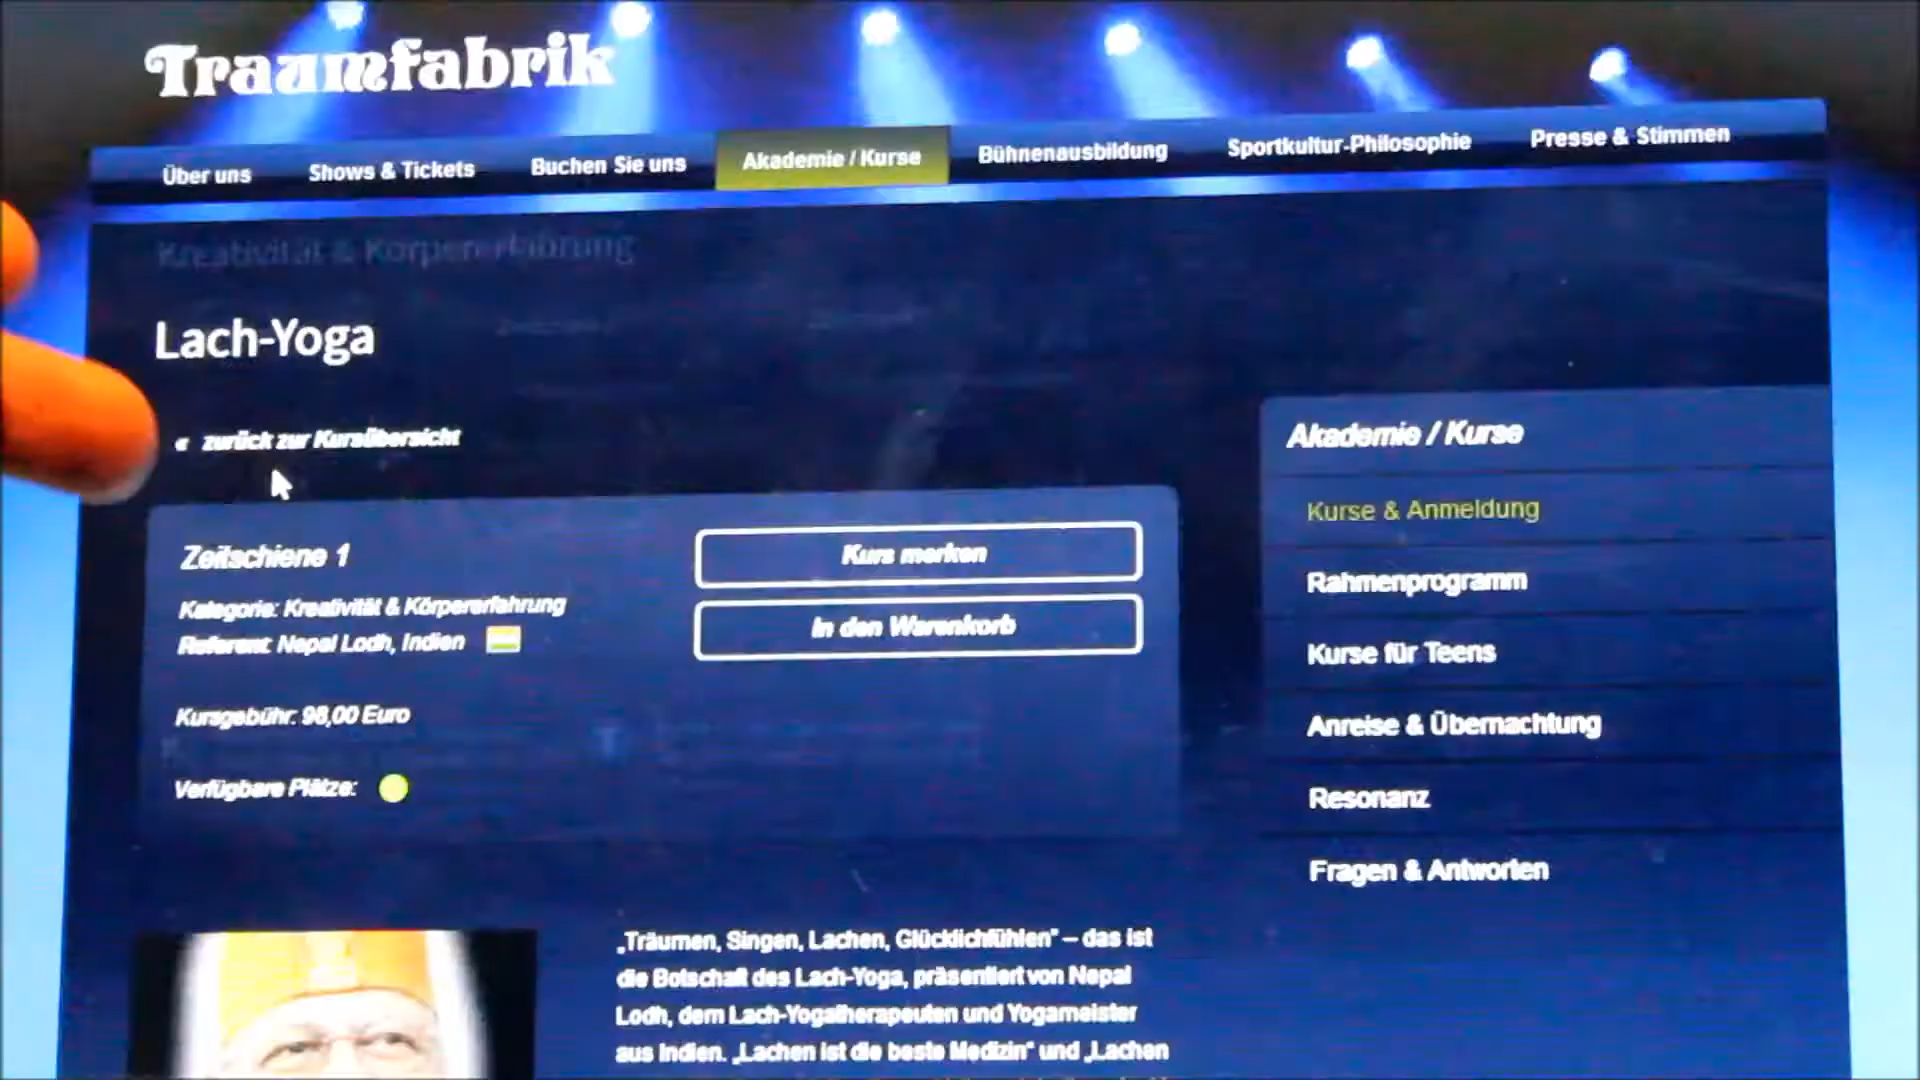 Traumfabrik
Über uns
Shows & Tickets
Buchen Sie uns
Akademie / Kurse
Bühnenausbildung
Sportkultur-Philosophie
Presse & Stimmen
Kreativität & Körpererfahrung
Lach-Yoga
« zurück zur Kursübersicht
Zeitschiene 1
Kategorie: Kreativität & Körpererfahrung
Referent: Nepal Lodh, Indien
Kursgebühr: 98,00 Euro
Verfügbare Plätze:
Kurs merken
In den Warenkorb
„Träumen, Singen, Lachen, Glücklichfühlen" – das ist
die Botschaft des Lach-Yoga, präsentiert von Nepal
Lodh, dem Lach-Yogatherapeuten und Yogameister
aus Indien. „Lachen ist die beste Medizin" und „Lachen
Akademie / Kurse
Kurse & Anmeldung
Rahmenprogramm
Kurse für Teens
Anreise & Übernachtung
Resonanz
Fragen & Antworten